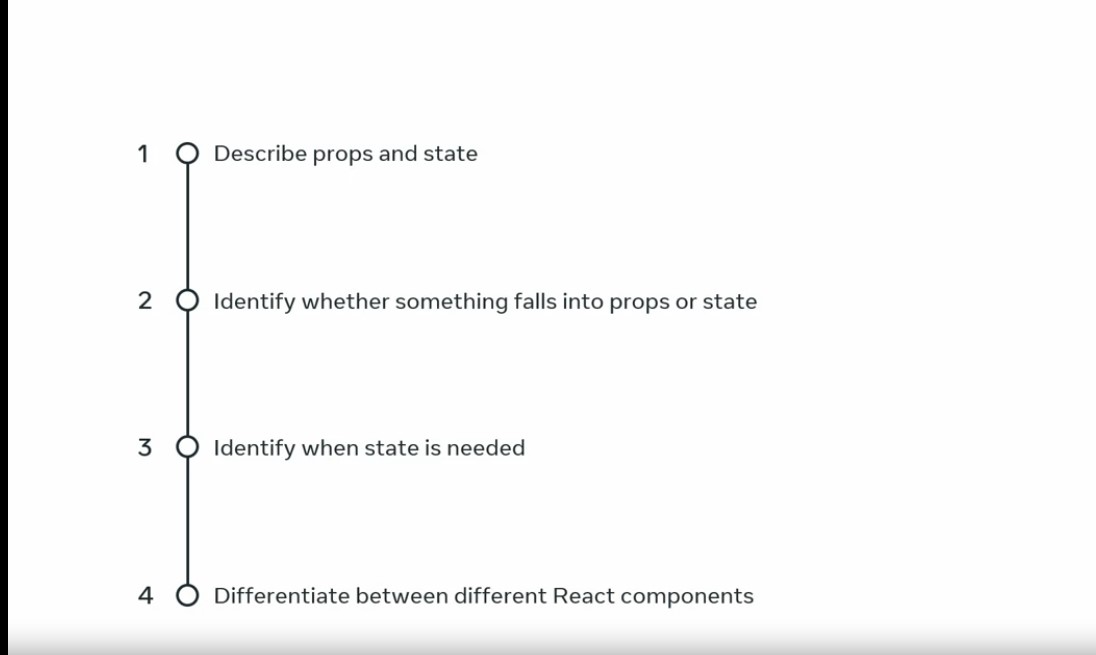 1 Describe props and state
2 Identify whether something falls into props or state
3 Identify when state is needed
4 Differentiate between different React components